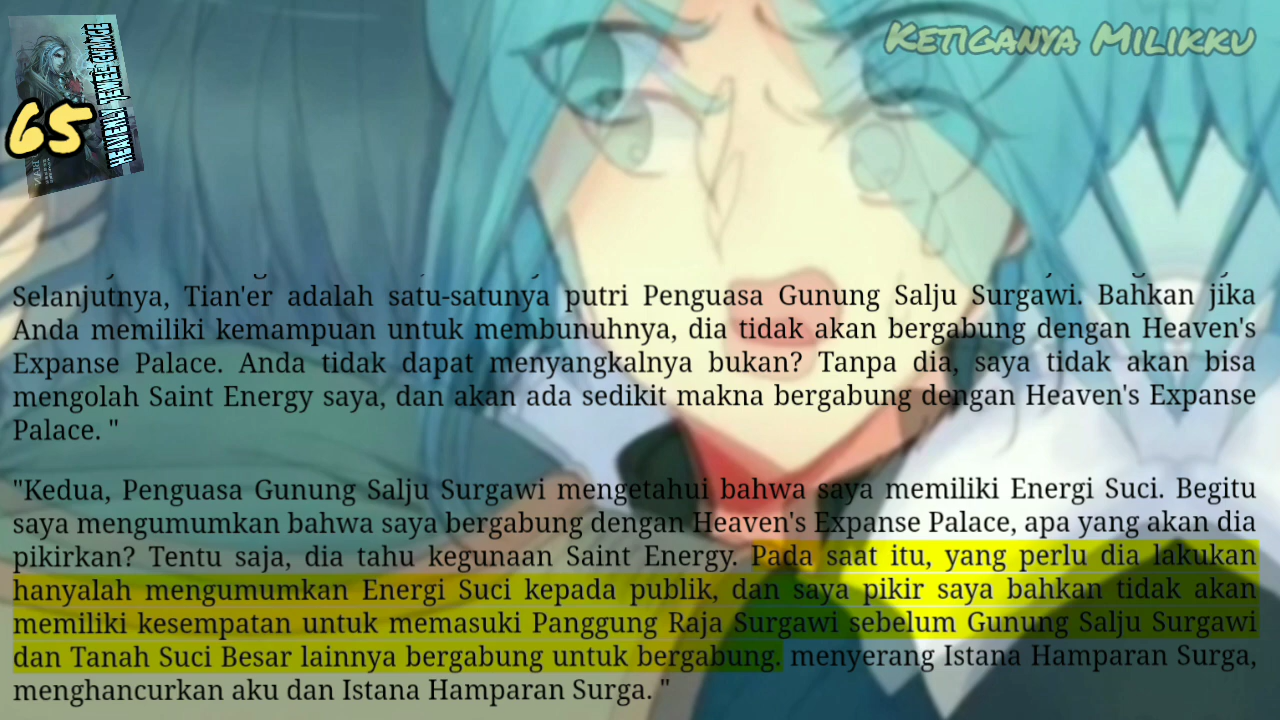 Ketiganya Milikku
65
HEAVENLY JEWEL CHANGE
Selanjutnya, Tian'er adalah satu-satunya putri Penguasa Gunung Salju Surgawi. Bahkan jika
Anda memiliki kemampuan untuk membunuhnya, dia tidak akan bergabung dengan Heaven's
Expanse Palace. Anda tidak dapat menyangkalnya bukan? Tanpa dia, saya tidak akan bisa
mengolah Saint Energy saya, dan akan ada sedikit makna bergabung dengan Heaven's Expanse
Palace. "
"Kedua, Penguasa Gunung Salju Surgawi mengetahui bahwa saya memiliki Energi Suci. Begitu
saya mengumumkan bahwa saya bergabung dengan Heaven's Expanse Palace, apa yang akan dia
pikirkan? Tentu saja, dia tahu kegunaan Saint Energy. Pada saat itu, yang perlu dia lakukan
hanyalah mengumumkan Energi Suci kepada publik, dan saya pikir saya bahkan tidak akan
memiliki kesempatan untuk memasuki Panggung Raja Surgawi sebelum Gunung Salju Surgawi
dan Tanah Suci Besar lainnya bergabung untuk bergabung. menyerang Istana Hamparan Surga,
menghancurkan aku dan Istana Hamparan Surga. "